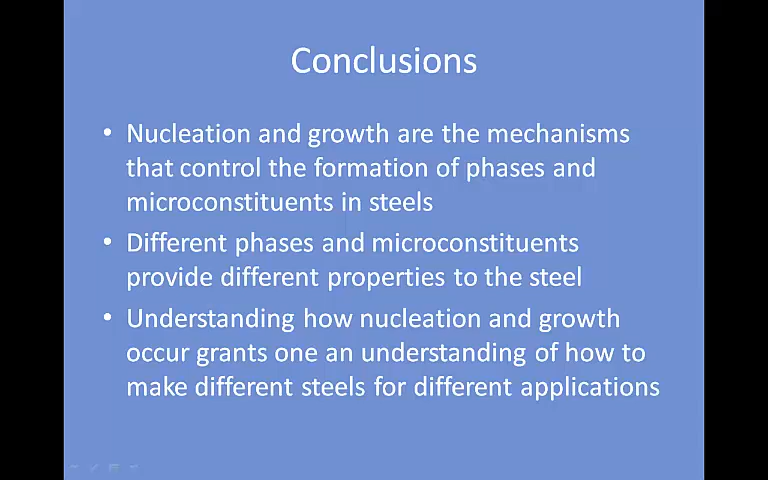 Conclusions
• Nucleation and growth are the mechanisms
that control the formation of phases and
microconstituents in steels
• Different phases and microconstituents
provide different properties to the steel
• Understanding how nucleation and growth
occur grants one an understanding of how to
make different steels for different applications